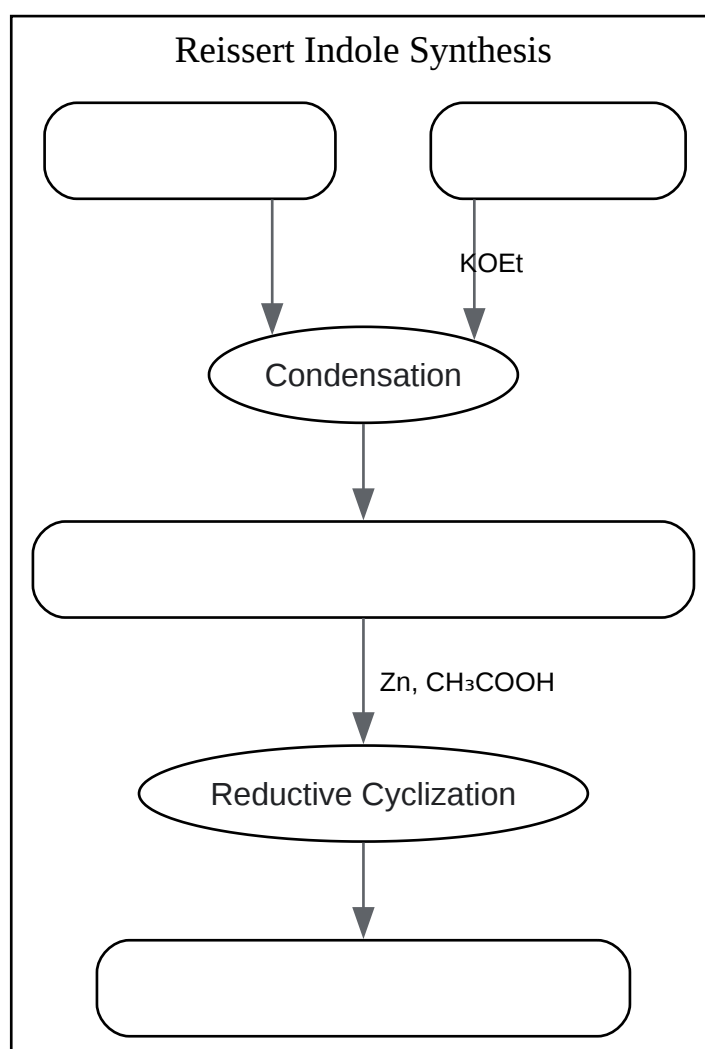 Reissert Indole Synthesis
KOEt
Condensation
Zn, CH₃COOH
Reductive Cyclization